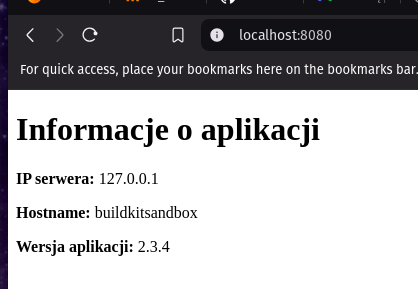 localhost:8080
For quick access, place your bookmarks here on the bookmarks bar.
Informacje o aplikacji
IP serwera: 127.0.0.1
Hostname: buildkitsandbox
Wersja aplikacji: 2.3.4